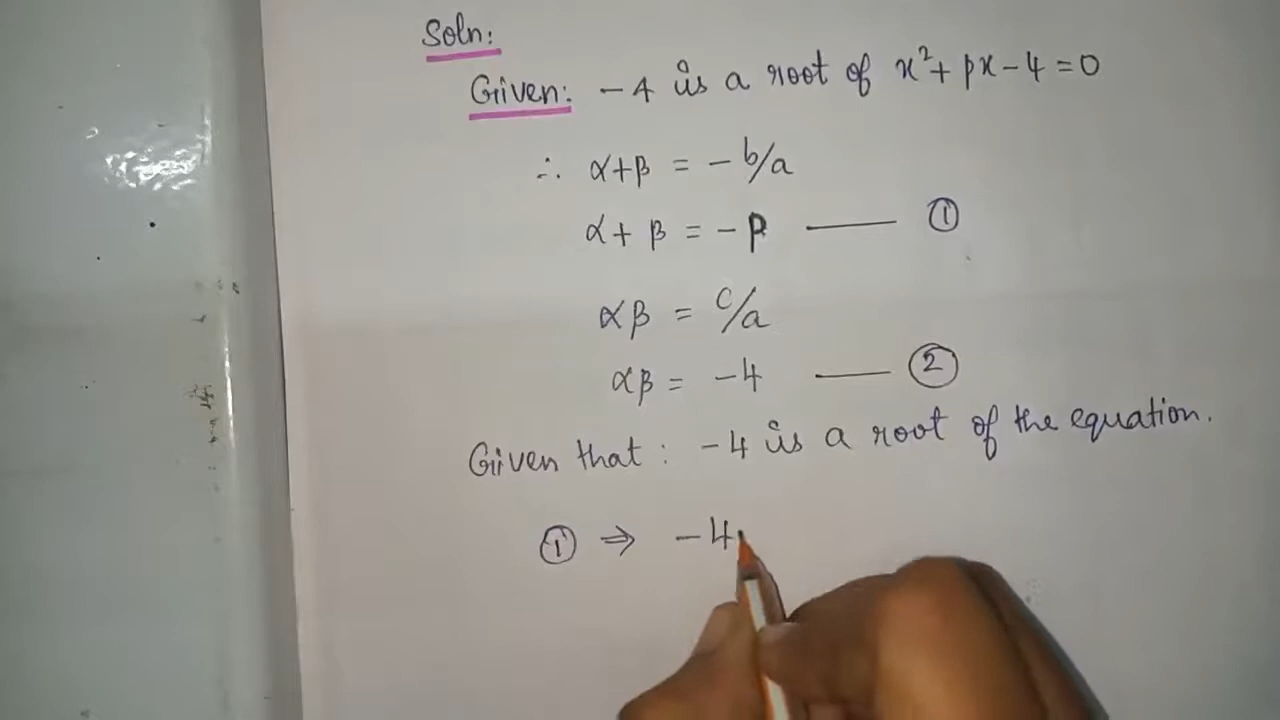 Soln:
Given: -4 is a root of x²+px-4=0
∴ α+β = -b/a
α+β = -p —— ①
αβ = c/a
αβ = -4 —— ②
Given that: -4 is a root of the equation.
① ⇒ -4